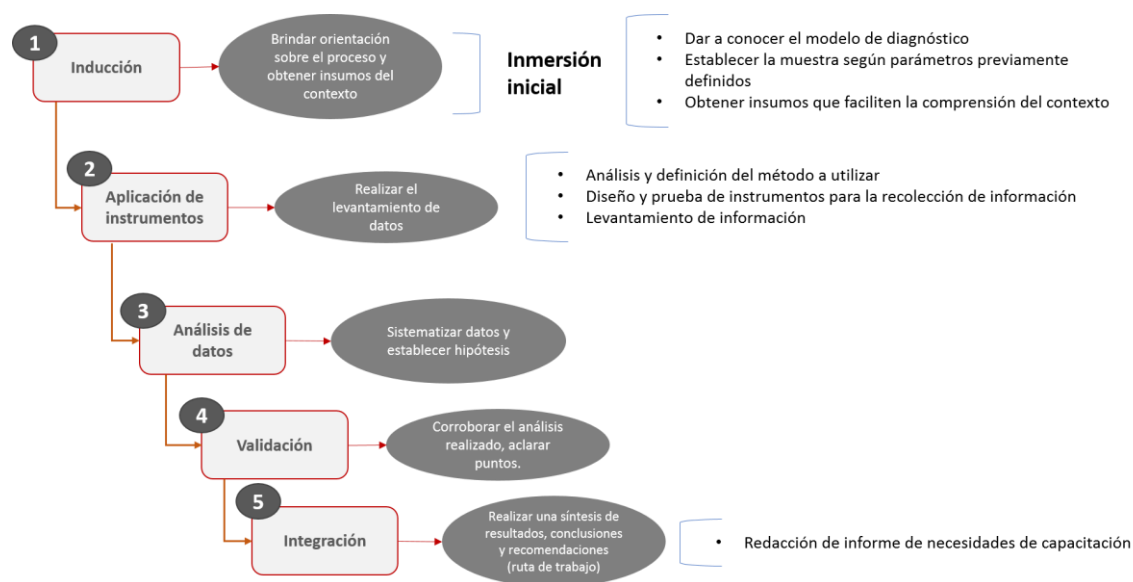 1
Inducción
Brindar orientación
sobre el proceso y
obtener insumos del
contexto
Inmersión
inicial
• Dar a conocer el modelo de diagnóstico
• Establecer la muestra según parámetros previamente
definidos
• Obtener insumos que faciliten la comprensión del contexto
2
Aplicación de
instrumentos
Realizar el
levantamiento de
datos
• Análisis y definición del método a utilizar
• Diseño y prueba de instrumentos para la recolección de información
• Levantamiento de información
3
Análisis de
datos
Sistematizar datos y
establecer hipótesis
4
Validación
Corroborar el análisis
realizado, aclarar
puntos.
5
Integración
Realizar una síntesis de
resultados, conclusiones
y recomendaciones
(ruta de trabajo)
• Redacción de informe de necesidades de capacitación